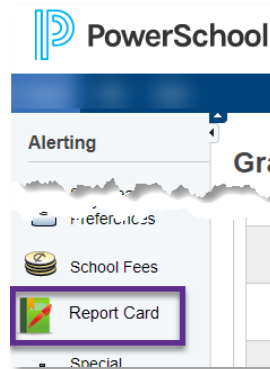 PowerSchool
Alerting
Gra
Preferences
School Fees
Report Card
Special